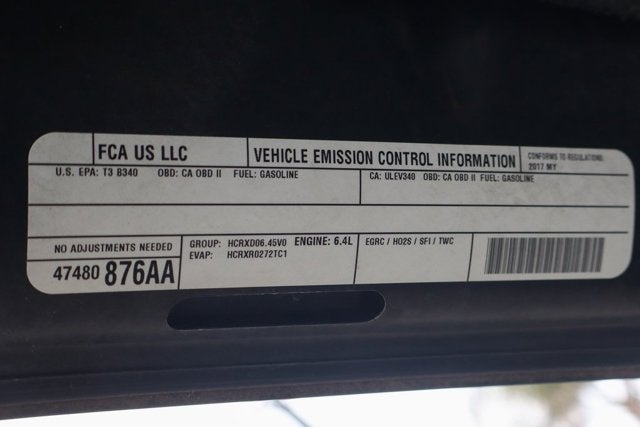 FCA US LLC
VEHICLE EMISSION CONTROL INFORMATION
CONFORMS TO REGULATIONS:
2017 MY
U.S. EPA: T3 B340 OBD: CA OBD II FUEL: GASOLINE
CA: ULEV340 OBD: CA OBD II FUEL: GASOLINE
NO ADJUSTMENTS NEEDED
47480 876AA
GROUP: HCRXD06.45V0 ENGINE: 6.4L
EVAP: HCRXR0272TC1
EGRC / HO2S / SFI / TWC